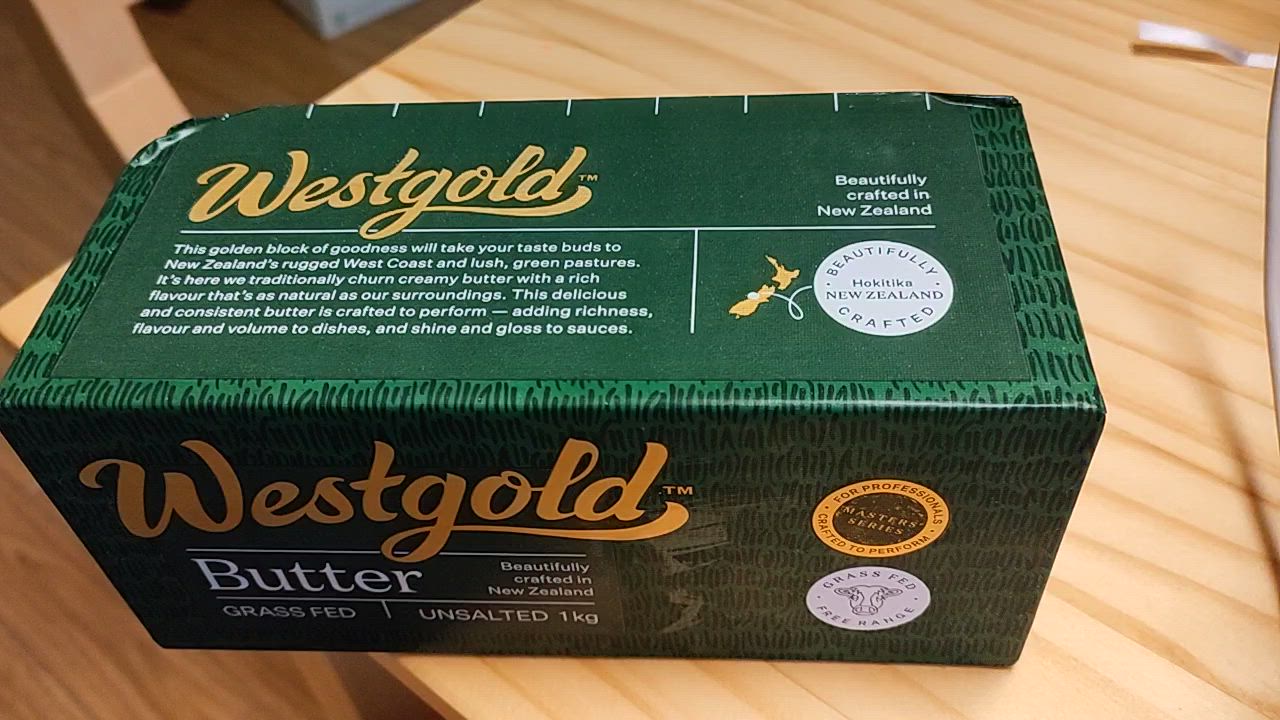 Westgold™
Beautifully
crafted in
New Zealand
This golden block of goodness will take your taste buds to
New Zealand's rugged West Coast and lush, green pastures.
It's here we traditionally churn creamy butter with a rich
flavour that's as natural as our surroundings. This delicious
and consistent butter is crafted to perform — adding richness,
flavour and volume to dishes, and shine and gloss to sauces.
BEAUTIFULLY
Hokitika
NEW ZEALAND
CRAFTED
Westgold™
Butter
Beautifully
crafted in
New Zealand
GRASS FED | UNSALTED 1kg
FOR PROFESSIONALS
MASTERS
SERIES
CRAFTED TO PERFORM
GRASS FED
FREE RANGE